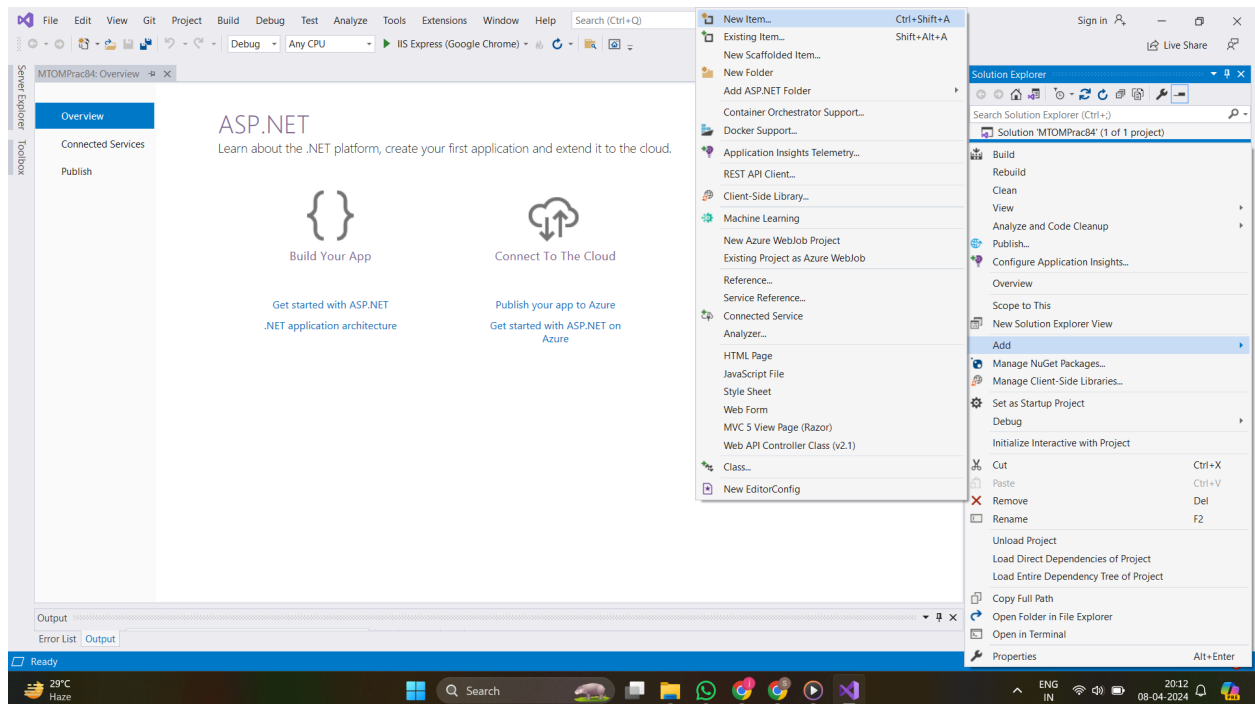 File Edit View Git Project Build Debug Test Analyze Tools Extensions Window Help Search (Ctrl+Q)
Sign in
Debug Any CPU IIS Express (Google Chrome)
Live Share
Server Explorer
Toolbox
MTOMPrac84: Overview
Overview
Connected Services
Publish
ASP.NET
Learn about the .NET platform, create your first application and extend it to the cloud.
Build Your App
Connect To The Cloud
Get started with ASP.NET
.NET application architecture
Publish your app to Azure
Get started with ASP.NET on
Azure
New Item... Ctrl+Shift+A
Existing Item... Shift+Alt+A
New Scaffolded Item...
New Folder
Add ASP.NET Folder
Container Orchestrator Support...
Docker Support...
Application Insights Telemetry...
REST API Client...
Client-Side Library...
Machine Learning
New Azure WebJob Project
Existing Project as Azure WebJob
Reference...
Service Reference...
Connected Service
Analyzer...
HTML Page
JavaScript File
Style Sheet
Web Form
MVC 5 View Page (Razor)
Web API Controller Class (v2.1)
Class...
New EditorConfig
Solution Explorer
Search Solution Explorer (Ctrl+;)
Solution 'MTOMPrac84' (1 of 1 project)
Build
Rebuild
Clean
View
Analyze and Code Cleanup
Publish...
Configure Application Insights...
Overview
Scope to This
New Solution Explorer View
Add
Manage NuGet Packages...
Manage Client-Side Libraries...
Set as Startup Project
Debug
Initialize Interactive with Project
Cut Ctrl+X
Paste Ctrl+V
Remove Del
Rename F2
Unload Project
Load Direct Dependencies of Project
Load Entire Dependency Tree of Project
Copy Full Path
Open Folder in File Explorer
Open in Terminal
Properties Alt+Enter
Output
Error List Output
Ready
29°C
Haze
Search
ENG
IN
20:12
08-04-2024